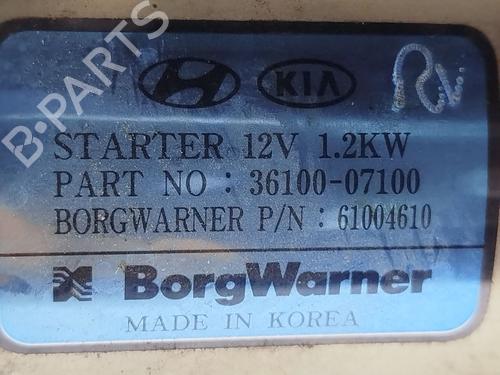 KIA
STARTER 12V 1.2KW
PART NO : 36100-07100
BORGWARNER P/N : 61004610
BorgWarner
MADE IN KOREA
B-PARTS